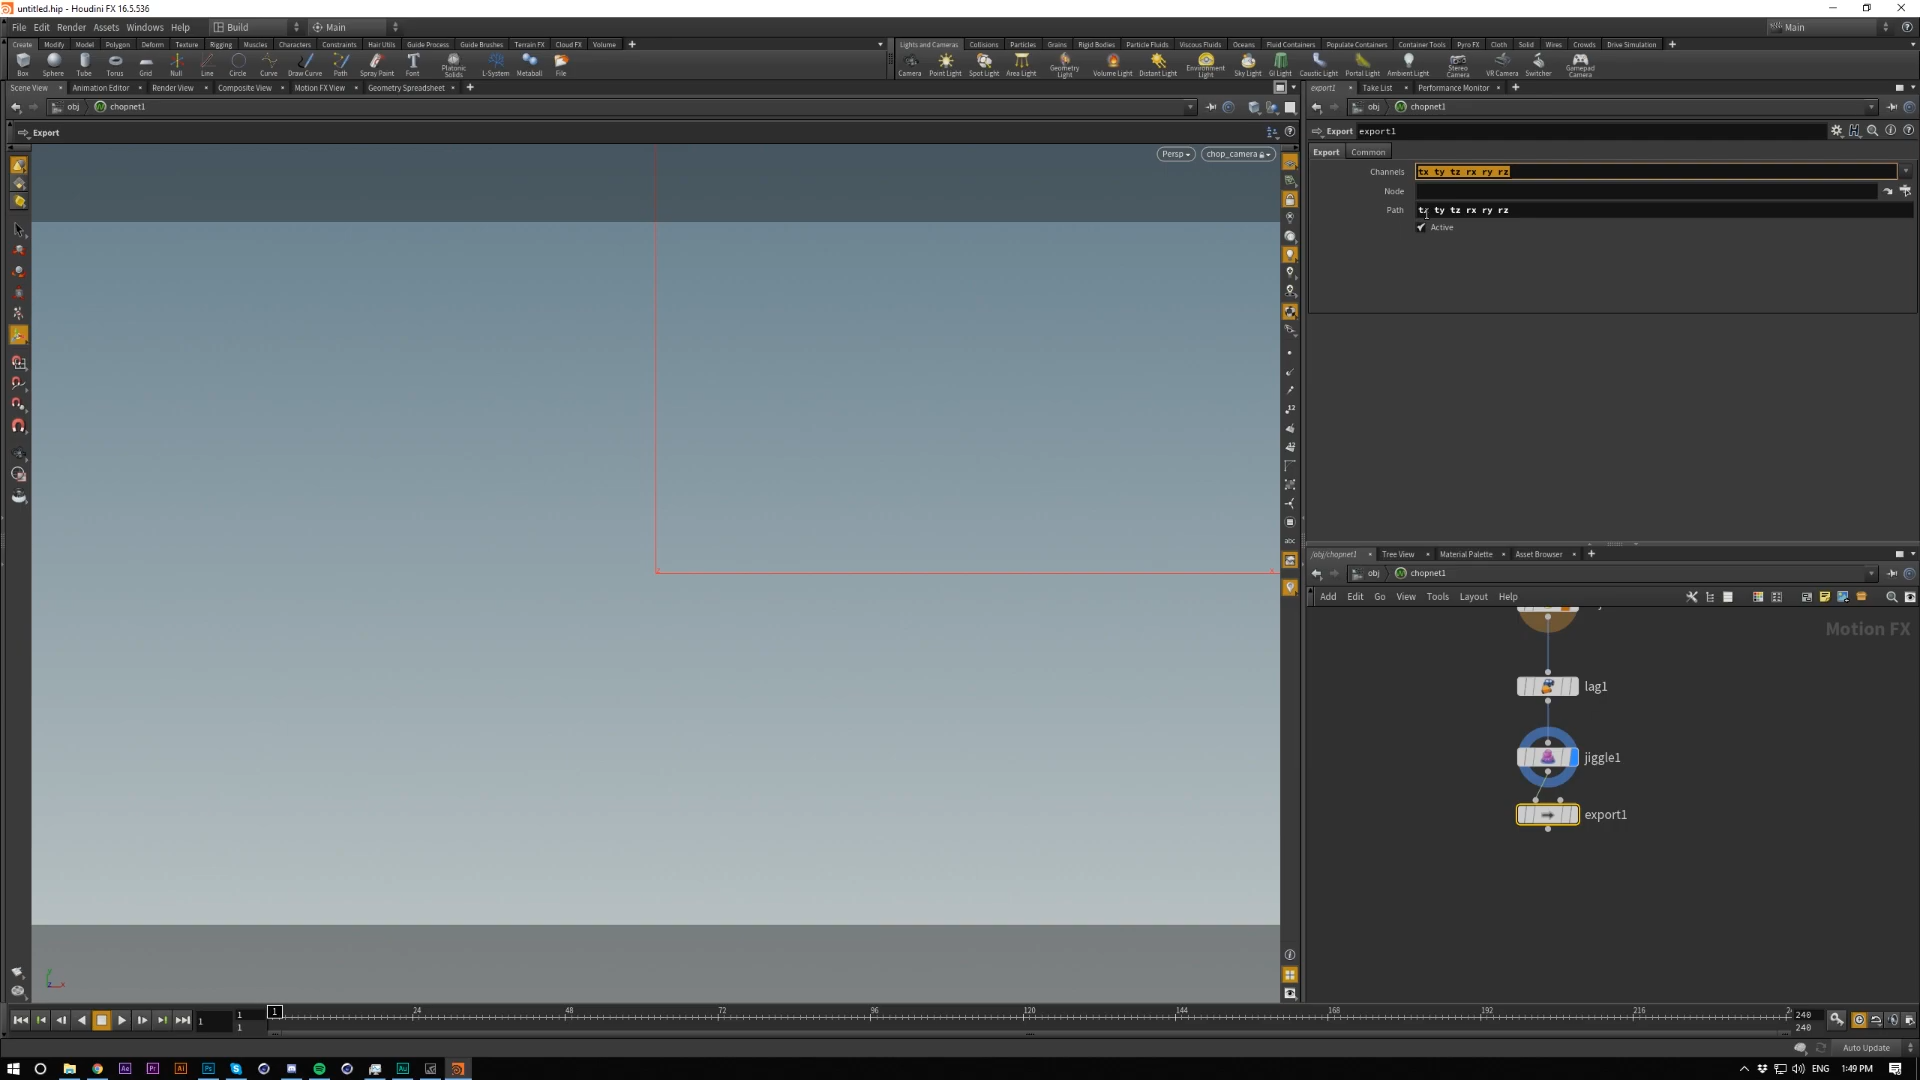 untitled.hip - Houdini FX 16.5.536
File Edit Render Assets Windows Help Build Main Main
Create Modify Model Polygon Deform Texture Rigging Muscles Characters Constraints Hair Utils Guide Process Guide Brushes Terrain FX Cloud FX Volume
Lights and Cameras Collisions Particles Grains Rigid Bodies Particle Fluids Viscous Fluids Oceans Fluid Containers Populate Containers Container Tools Pyro FX Cloth Solid Wires Crowds Drive Simulation
Box Sphere Tube Torus Grid Null Line Circle Curve Draw Curve Path Spray Paint Font Platonic Solids L-System Metaball File
Camera Point Light Spot Light Area Light Geometry Light Volume Light Distant Light Environment Light Sky Light GI Light Caustic Light Portal Light Ambient Light Stereo Camera VR Camera Switcher Gamepad Camera
Scene View Animation Editor Render View Composite View Motion FX View Geometry Spreadsheet
export1 Take List Performance Monitor
obj chopnet1
obj chopnet1
Export
Export export1
Persp chop_camera
Export Common
Channels tx ty tz rx ry rz
Node
Path tx ty tz rx ry rz
Active
abc
/obj/chopnet1 Tree View Material Palette Asset Browser
obj chopnet1
Add Edit Go View Tools Layout Help
Motion FX
lag1
jiggle1
export1
1 1 1 1 24 48 72 96 120 144 168 192 216 240
240
Auto Update
ENG 1:49 PM